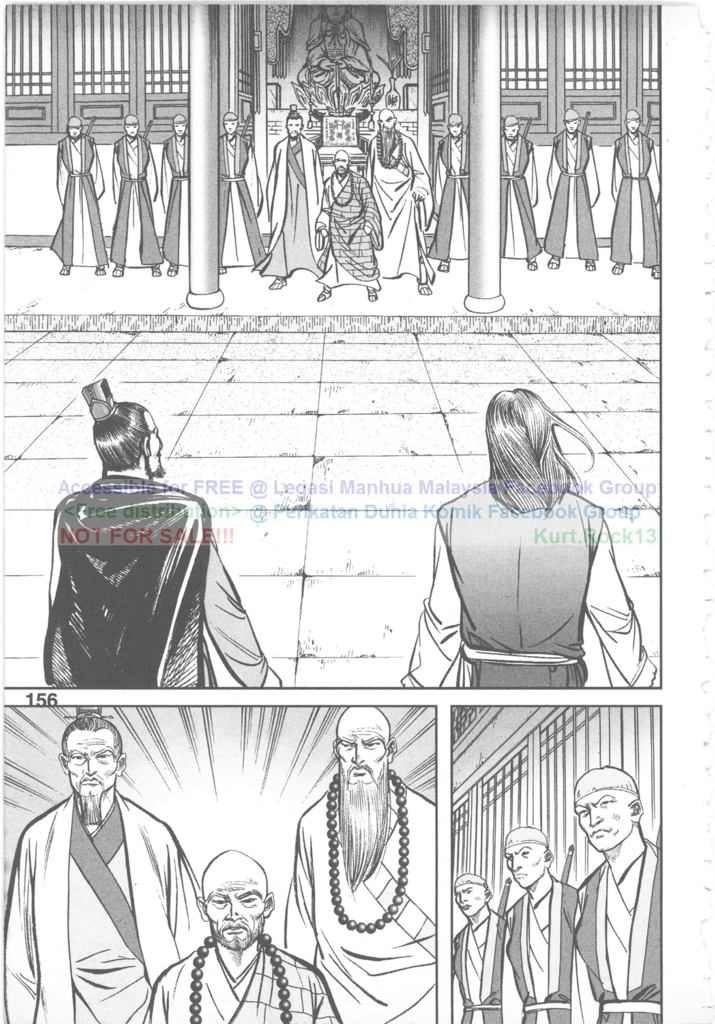 Accessible for FREE @ Legasi Manhua Malaysia Facebook Group
<Free distribution> @ Perikatan Dunia Komik Facebook Group
NOT FOR SALE!!! Kurt.Rock13
156